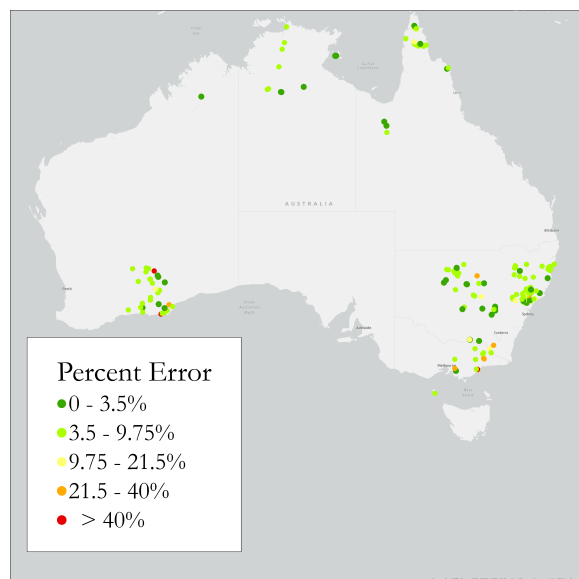 AUSTRALIA
Brisbane
Perth
Sydney
Adelaide
Canberra
Melbourne
Percent Error
0 - 3.5%
3.5 - 9.75%
9.75 - 21.5%
21.5 - 40%
> 40%